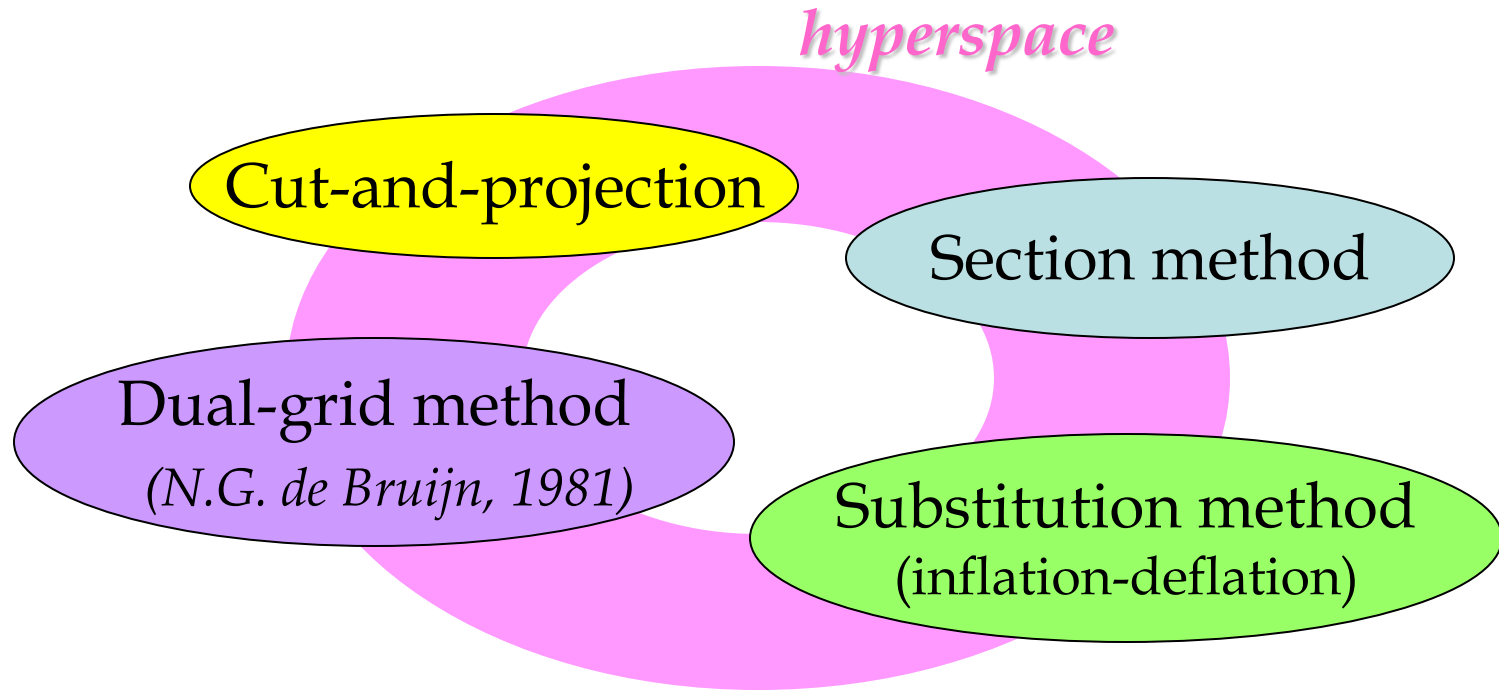 hyperspace
Cut-and-projection
Section method
Dual-grid method
(N.G. de Bruijn, 1981)
Substitution method
(inflation-deflation)